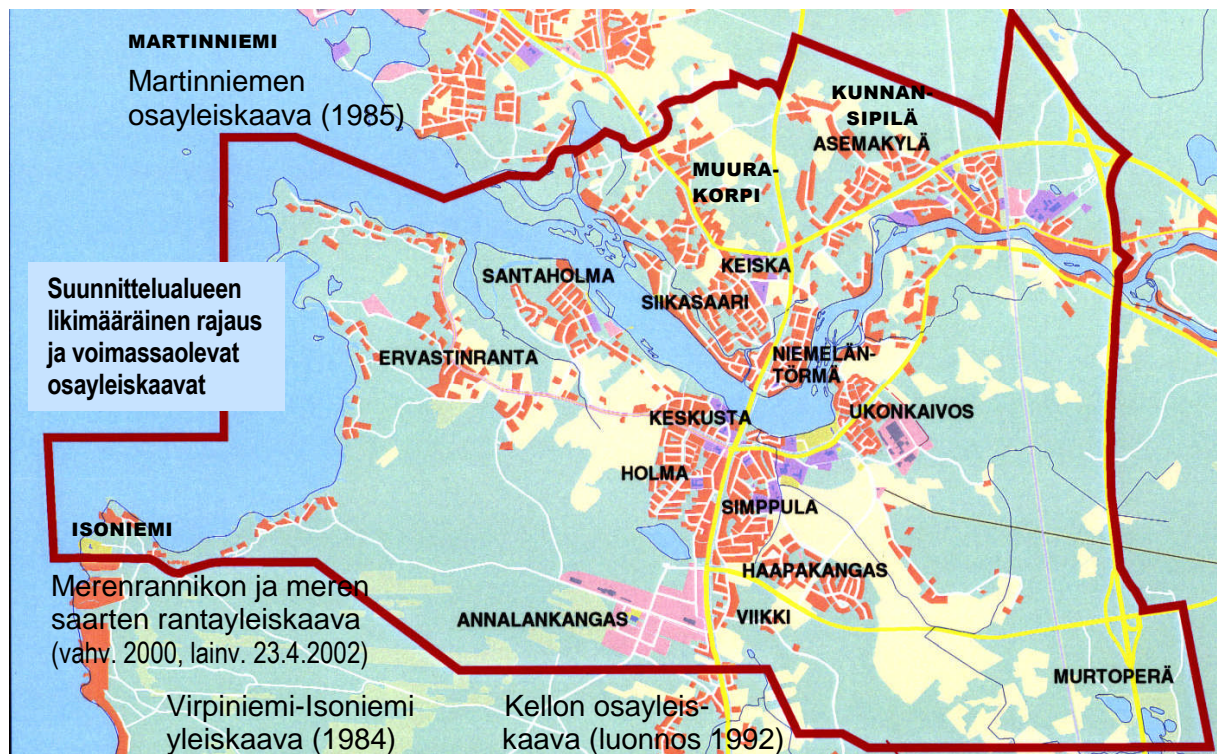 MARTINNIEMI
Martinniemen
osayleiskaava (1985)
KUNNAN-
SIPILÄ
ASEMAKYLÄ
MUURA-
KORPI
KEISKA
SANTAHOLMA
SIIKASAARI
Suunnittelualueen
likimääräinen rajaus
ja voimassaolevat
osayleiskaavat
ERVASTINRANTA
NIEMELÄN-
TÖRMÄ
KESKUSTA
UKONKAIVOS
HOLMA
SIMPPULA
ISONIEMI
HAAPAKANGAS
Merenrannikon ja meren
saarten rantayleiskaava
(vahv. 2000, lainv. 23.4.2002)
ANNALANKANGAS
VIIKKI
MURTOPERÄ
Virpiniemi-Isoniemi
yleiskaava (1984)
Kellon osayleis-
kaava (luonnos 1992)